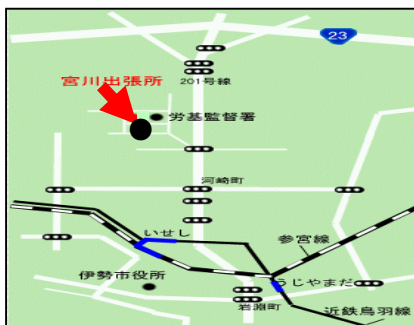 23
宮川出張所
201号線
労基監督署
河崎町
いせし
参宮線
うじやまだ
伊勢市役所
岩淵町
近鉄鳥羽線